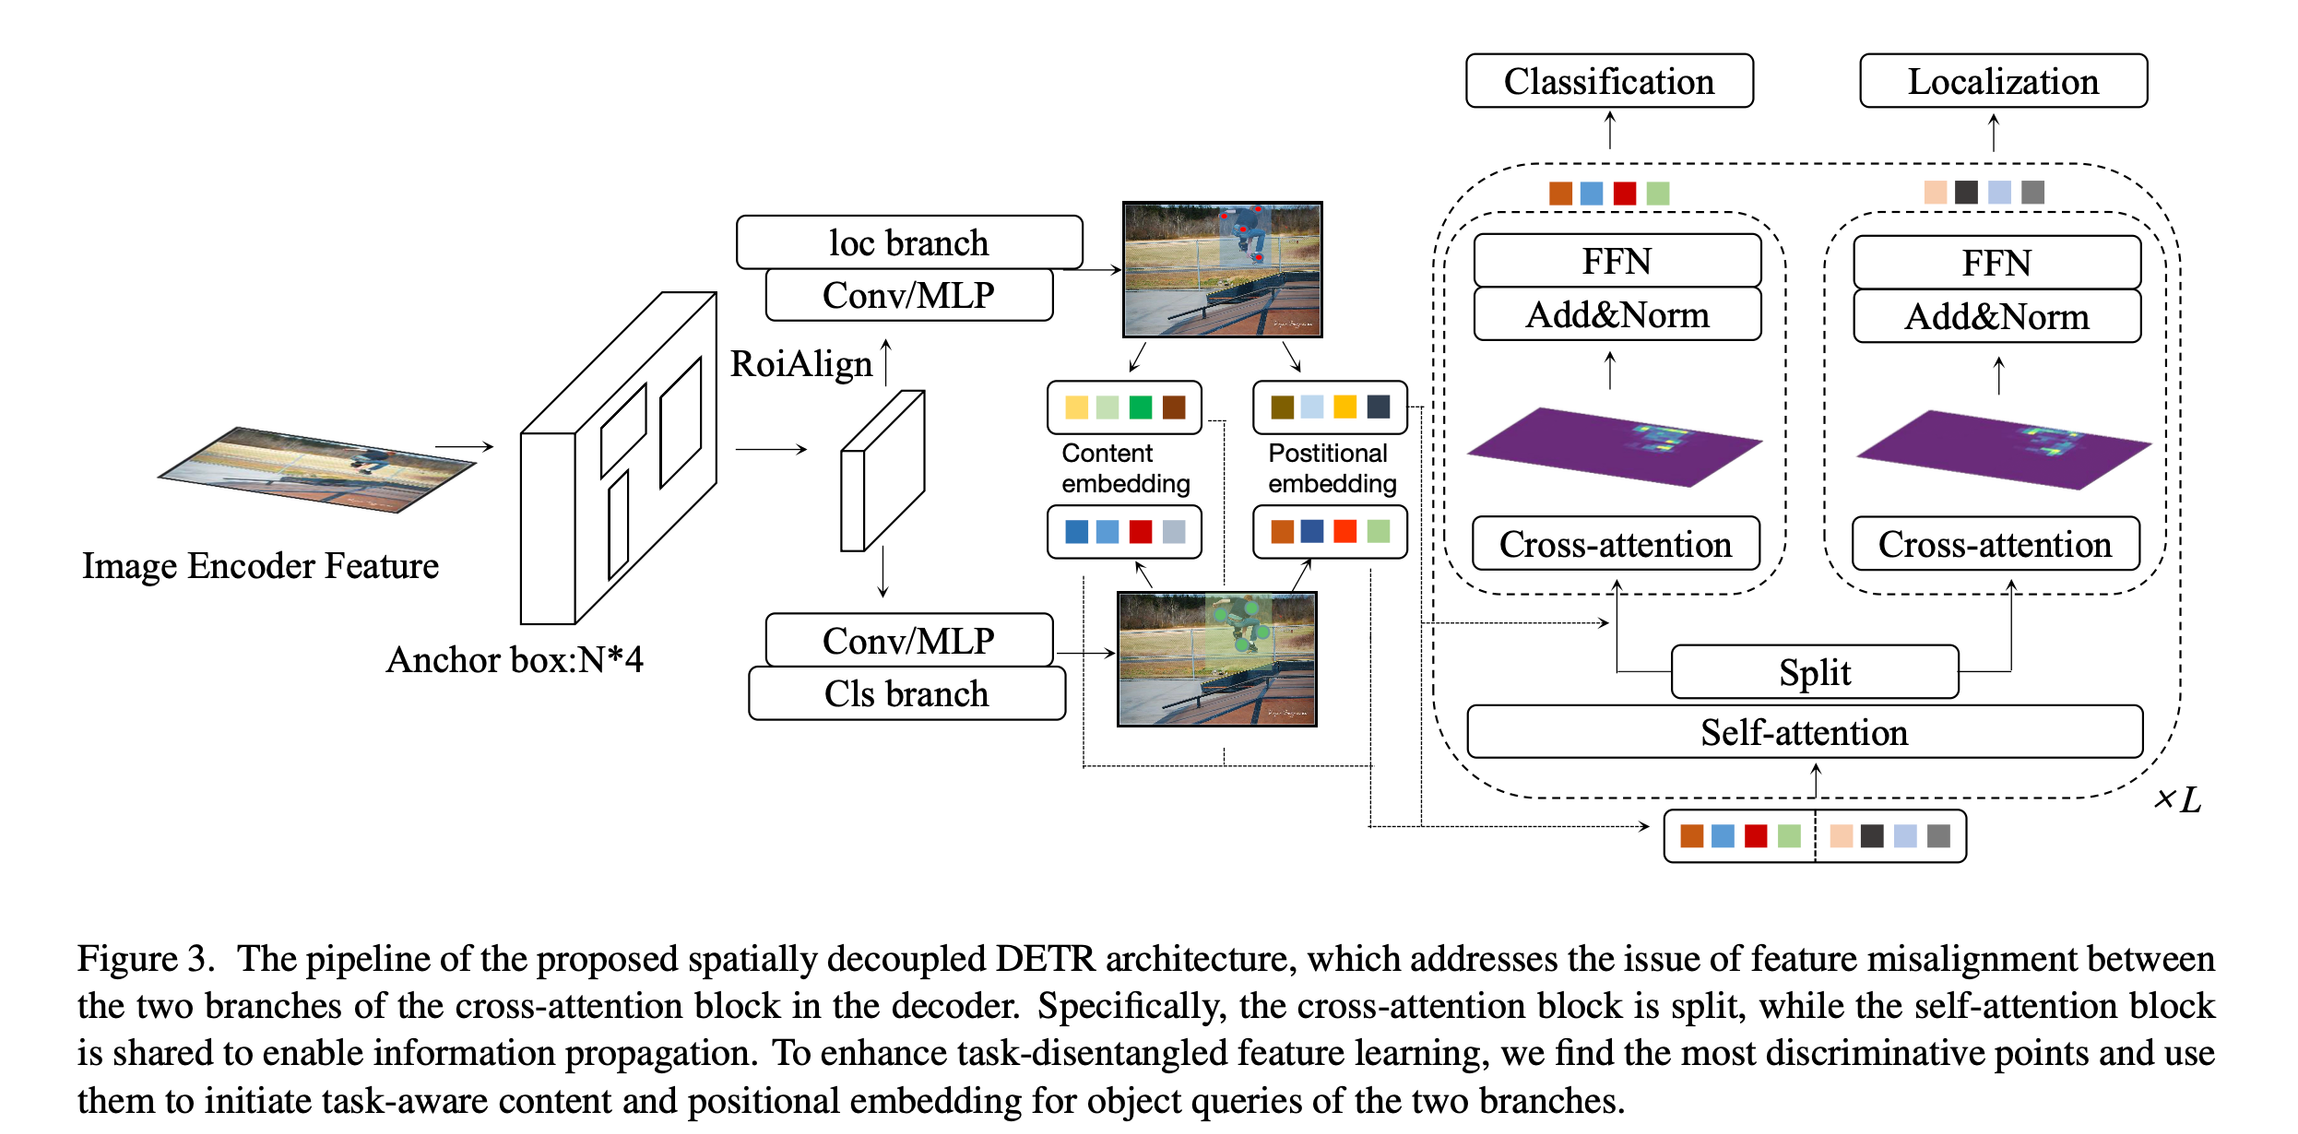 Classification
Localization
loc branch
Conv/MLP
RoiAlign
Image Encoder Feature
Anchor box:N*4
Conv/MLP
Cls branch
Content
embedding
Postitional
embedding
FFN
Add&Norm
Cross-attention
FFN
Add&Norm
Cross-attention
Split
Self-attention
×L
Figure 3. The pipeline of the proposed spatially decoupled DETR architecture, which addresses the issue of feature misalignment between
the two branches of the cross-attention block in the decoder. Specifically, the cross-attention block is split, while the self-attention block
is shared to enable information propagation. To enhance task-disentangled feature learning, we find the most discriminative points and use
them to initiate task-aware content and positional embedding for object queries of the two branches.